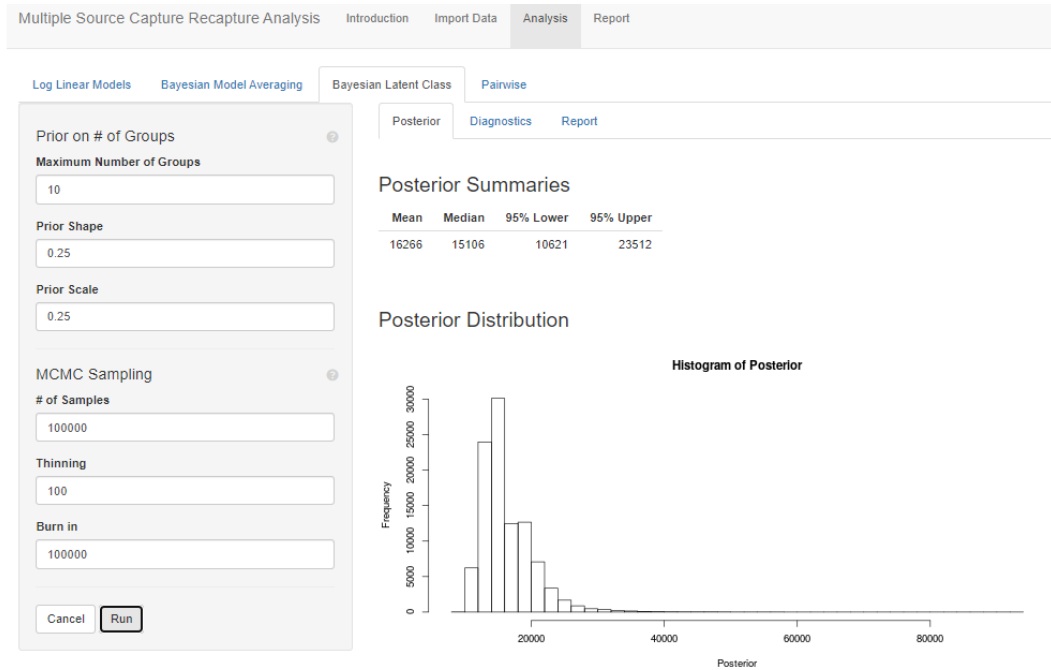 Multiple Source Capture Recapture Analysis Introduction Import Data Analysis Report
Log Linear Models Bayesian Model Averaging Bayesian Latent Class Pairwise
Prior on # of Groups ?
Maximum Number of Groups
10
Prior Shape
0.25
Prior Scale
0.25
MCMC Sampling ?
# of Samples
100000
Thinning
100
Burn in
100000
Cancel Run
Posterior Diagnostics Report
Posterior Summaries
Mean Median 95% Lower 95% Upper
16266 15106 10621 23512
Posterior Distribution
Histogram of Posterior
Frequency
30000
25000
20000
15000
10000
5000
0
20000 40000 60000 80000
Posterior